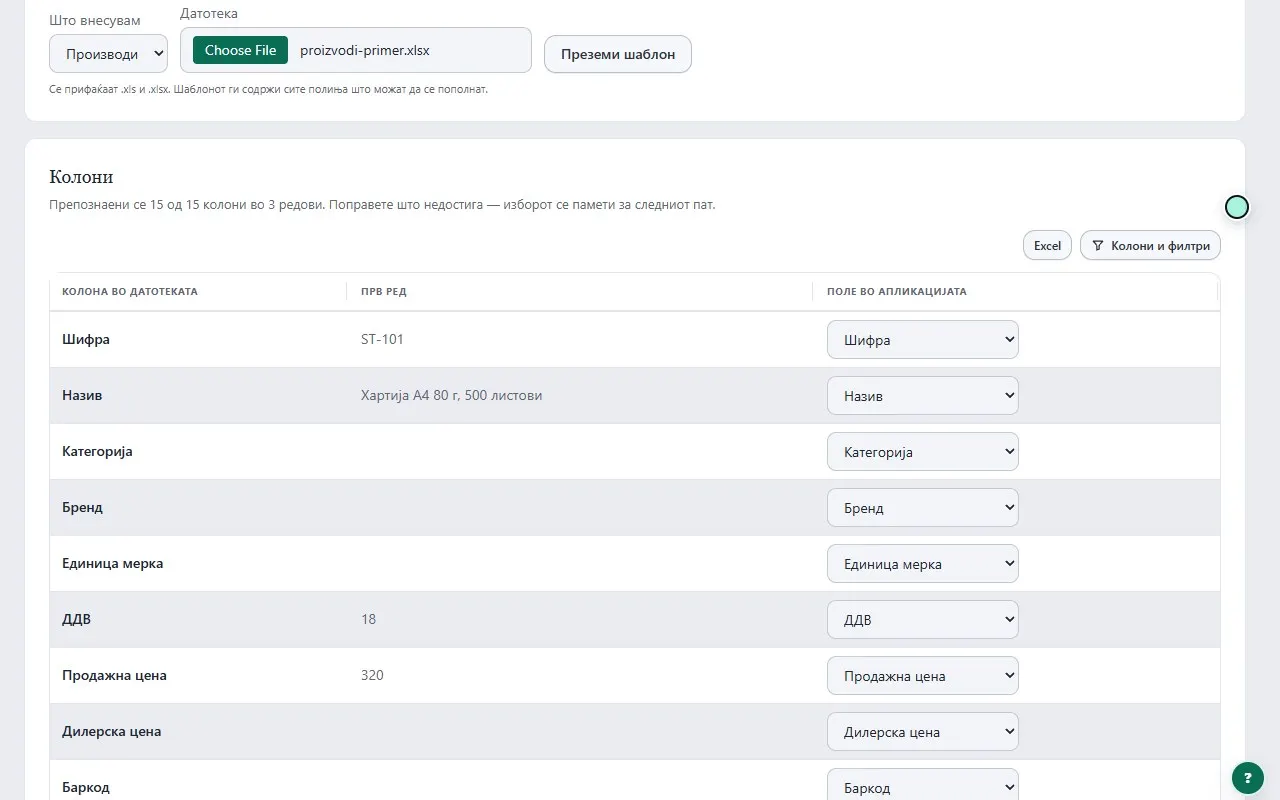 Што внесувам
Датотека
Производи
Choose File
proizvodi-primer.xlsx
Преземи шаблон
Се прифаќаат .xls и .xlsx. Шаблонот ги содржи сите полиња што можат да се пополнат.
Колони
Препознаени се 15 од 15 колони во 3 редови. Поправете што недостига — изборот се памети за следниот пат.
Excel
Колони и филтри
КОЛОНА ВО ДАТОТЕКАТА ПРВ РЕД ПОЛЕ ВО АПЛИКАЦИЈАТА
Шифра ST-101 Шифра
Назив Хартија А4 80 г, 500 листови Назив
Категорија Категорија
Бренд Бренд
Единица мерка Единица мерка
ДДВ 18 ДДВ
Продажна цена 320 Продажна цена
Дилерска цена Дилерска цена
Баркод Баркод
?